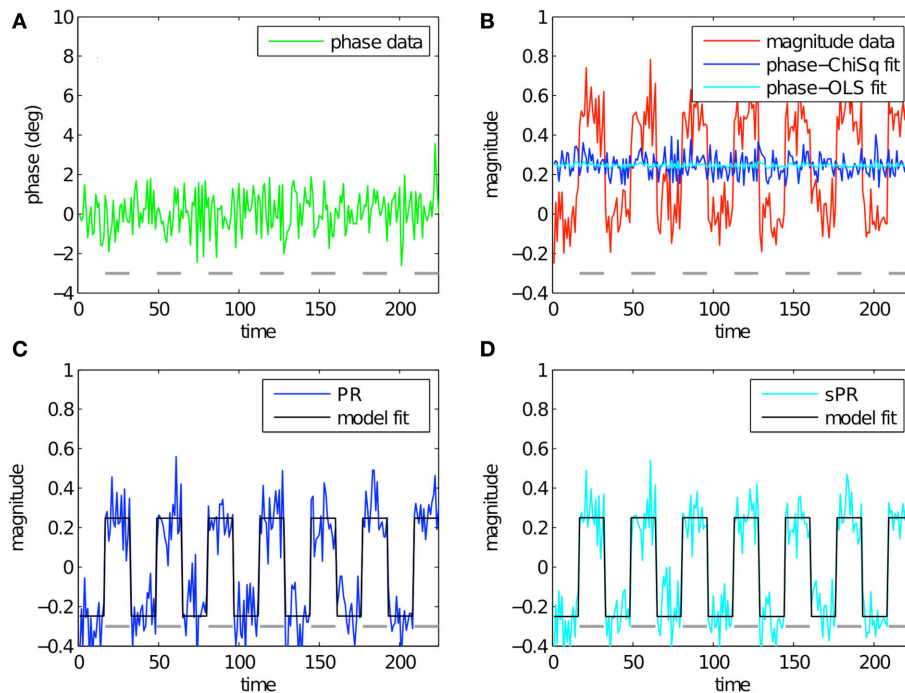 A
10
8
6
4
2
0
−2
−4
phase (deg)
phase data
0
50
100
150
200
time
B
1
0.8
0.6
0.4
0.2
0
−0.2
−0.4
magnitude
magnitude data
phase−ChiSq fit
phase−OLS fit
0
50
100
150
200
time
C
1
0.8
0.6
0.4
0.2
0
−0.2
−0.4
magnitude
PR
model fit
0
50
100
150
200
time
D
1
0.8
0.6
0.4
0.2
0
−0.2
−0.4
magnitude
sPR
model fit
0
50
100
150
200
time